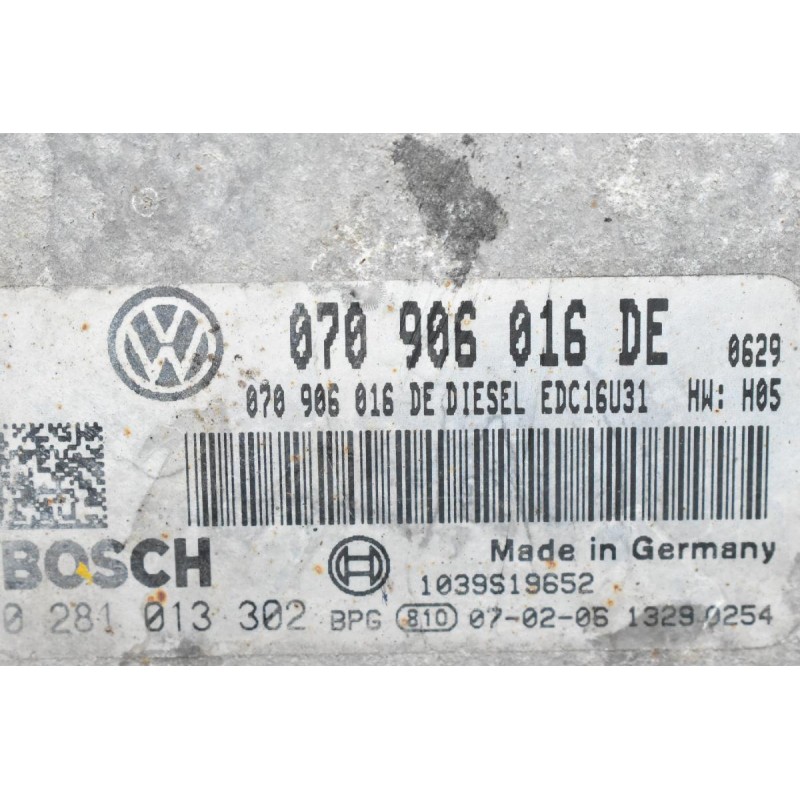 070 906 016 DE 0629
070 906 016 DE DIESEL EDC16U31 HW: H05
BOSCH Made in Germany
1039S19652
0 281 013 302 BPG 810 07-02-06 1329 0254